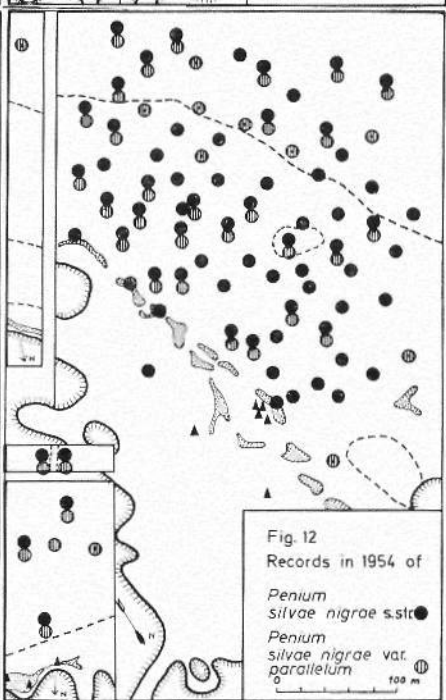 N
N
N
Fig. 12
Records in 1954 of
Penium
silvae nigrae s.str.
Penium
silvae nigrae var.
parallelum
0 100 m